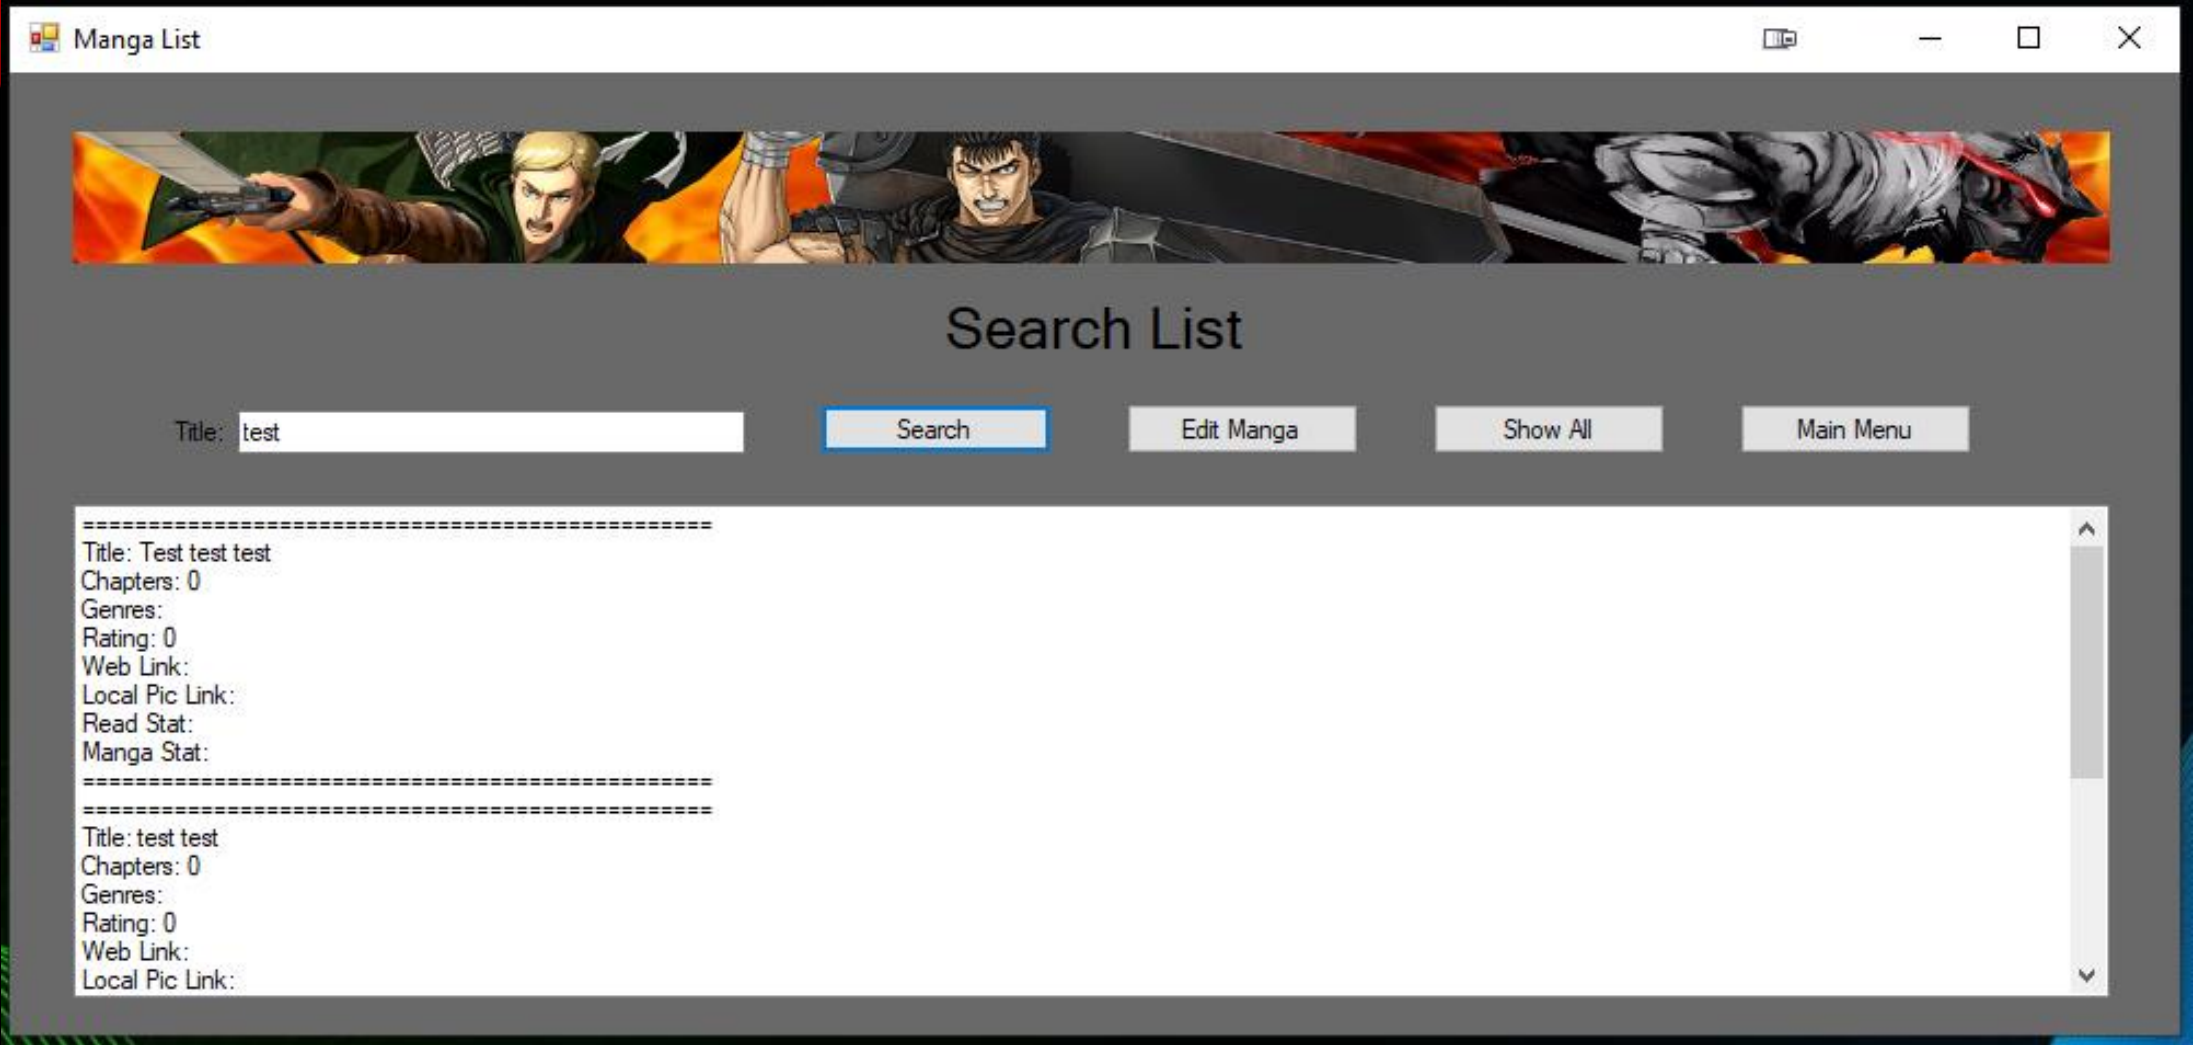 Manga List
Search List
Title: test Search Edit Manga Show All Main Menu
================================================
Title: Test test test
Chapters: 0
Genres:
Rating: 0
Web Link:
Local Pic Link:
Read Stat:
Manga Stat:
================================================
================================================
Title: test test
Chapters: 0
Genres:
Rating: 0
Web Link:
Local Pic Link: